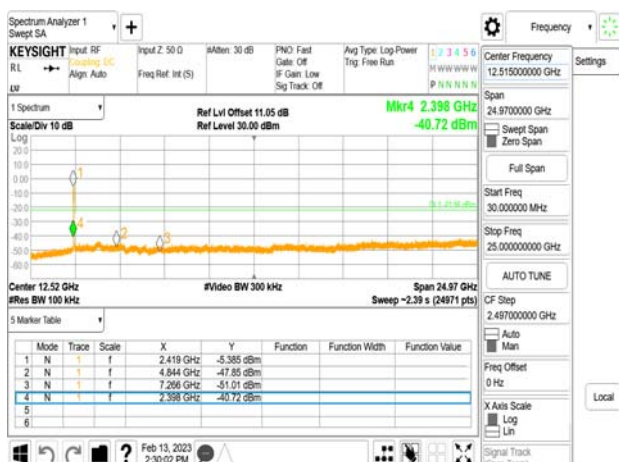 Spectrum Analyzer 1
Swept SA
Frequency
KEYSIGHT
Input: RF
Coupling: DC
Align: Auto
Input Z: 50 Ω
Freq Ref: Int (S)
#Atten: 30 dB
PNO: Fast
Gate: Off
IF Gain: Low
Sig Track: Off
Avg Type: Log-Power
Trig: Free Run
1 2 3 4 5 6
M W W W W W
P N N N N N
RL
1 Spectrum
Scale/Div 10 dB
Log
Ref Lvl Offset 11.05 dB
Ref Level 30.00 dBm
Mkr4 2.398 GHz
-40.72 dBm
20.0
10.0
0.00
-10.0
-20.0
-30.0
-40.0
-50.0
-60.0
1
4
2
3
Center 12.52 GHz
#Res BW 100 kHz
#Video BW 300 kHz
Span 24.97 GHz
Sweep ~2.39 s (24971 pts)
5 Marker Table
Mode Trace Scale X Y Function Function Width Function Value
1 N 1 f 2.419 GHz -5.385 dBm
2 N 1 f 4.844 GHz -47.85 dBm
3 N 1 f 7.266 GHz -51.01 dBm
4 N 1 f 2.398 GHz -40.72 dBm
5
6
Feb 13, 2023
2:30:02 PM
Center Frequency
12.515000000 GHz
Settings
Span
24.9700000 GHz
Swept Span
Zero Span
Full Span
Start Freq
30.000000 MHz
Stop Freq
25.000000000 GHz
AUTO TUNE
CF Step
2.497000000 GHz
Auto
Man
Freq Offset
0 Hz
Local
X Axis Scale
Log
Lin
Signal Track